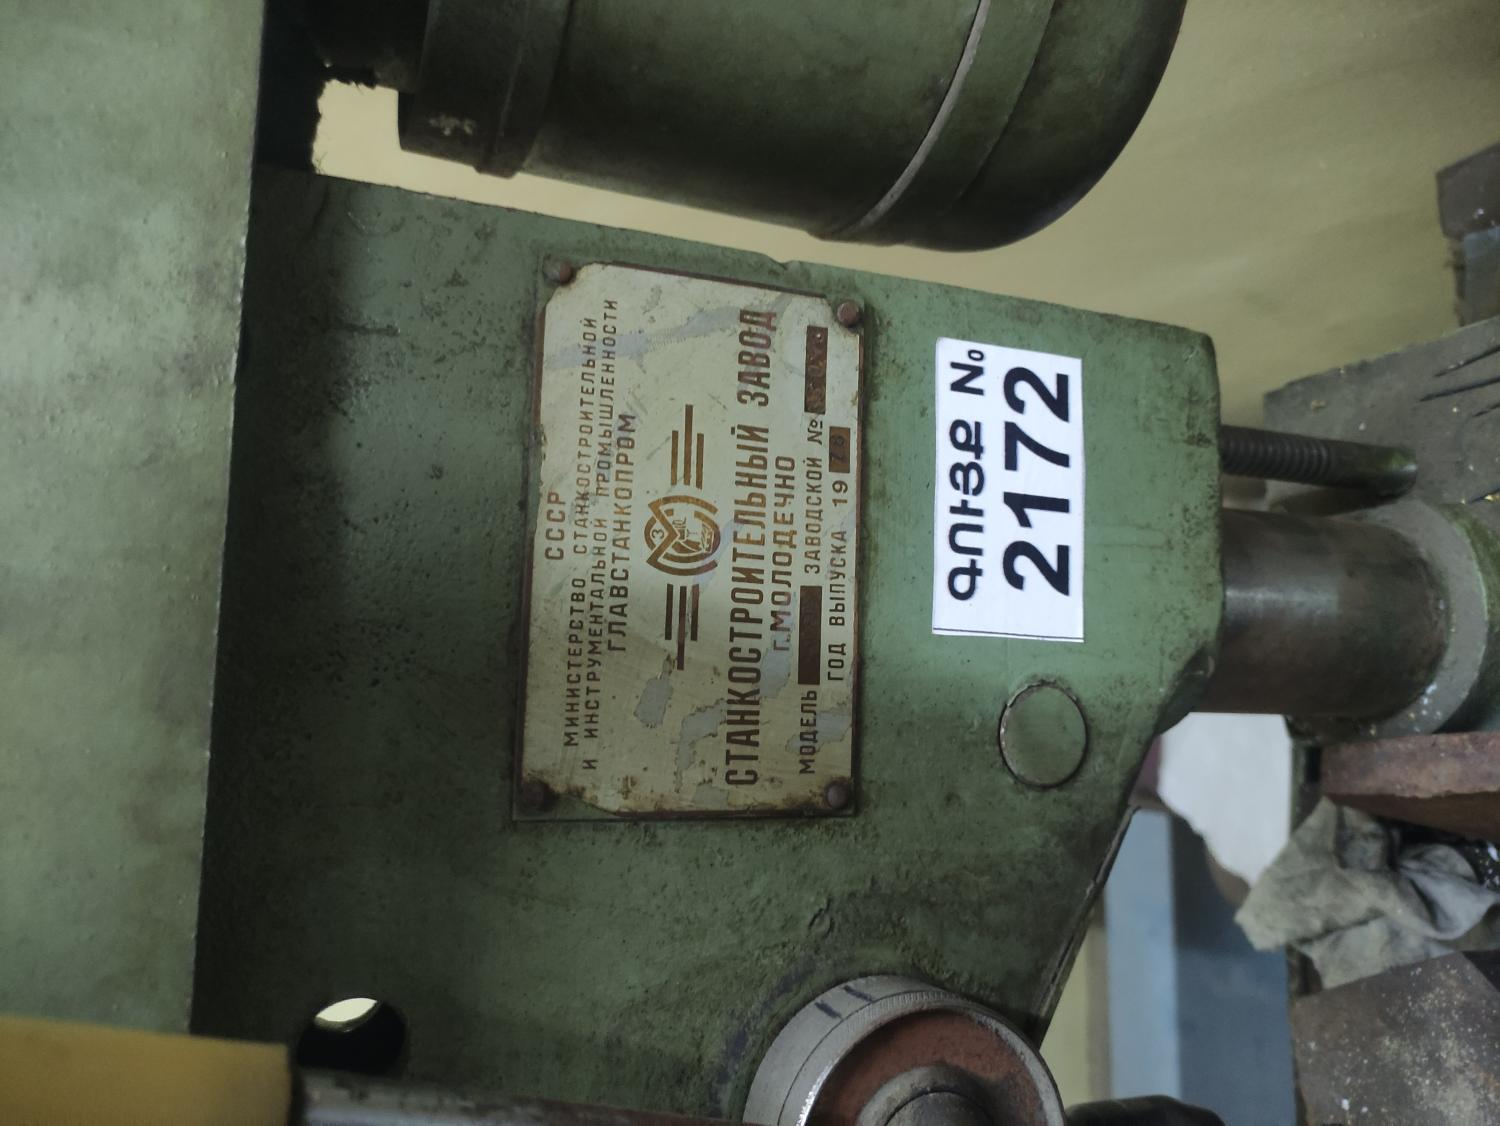 СССР
МИНИСТЕРСТВО СТАНКОСТРОИТЕЛЬНОЙ
И ИНСТРУМЕНТАЛЬНОЙ ПРОМЫШЛЕННОСТИ
ГЛАВСТАНКОПРОМ
СТАНКОСТРОИТЕЛЬНЫЙ ЗАВОД
Г.МОЛОДЕЧНО
МОДЕЛЬ ЗАВОДСКОЙ №
ГОД ВЫПУСКА 19
ԳՈՒՅՔ №
2172